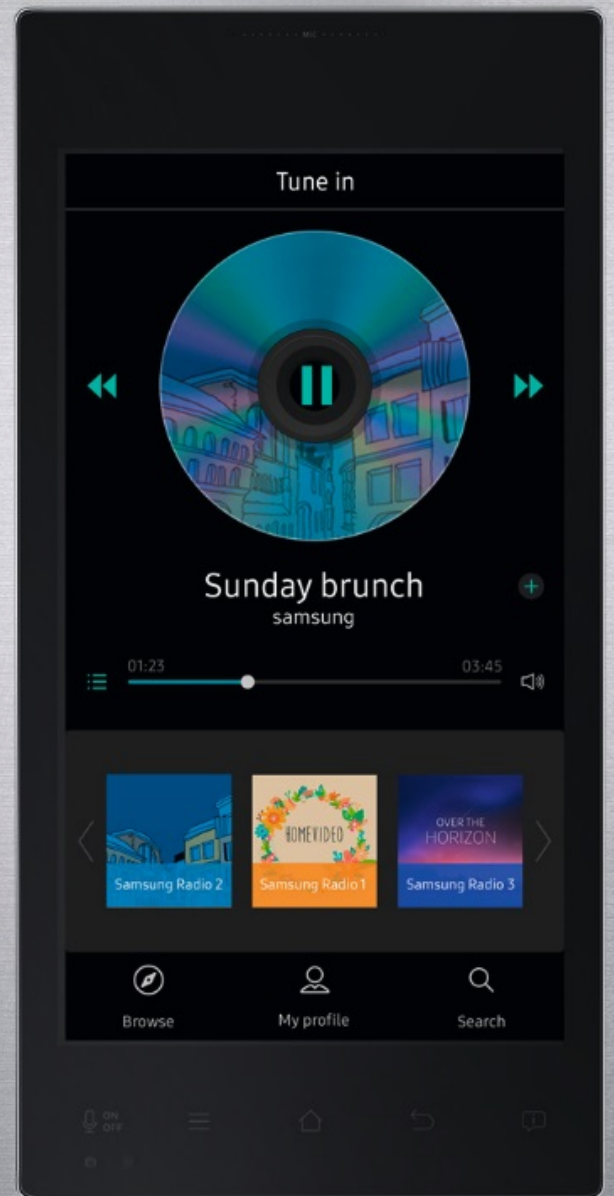 MIC
Tune in
Sunday brunch
samsung
01:23
03:45
HOMEVIDEO
OVER THE
HORIZON
Samsung Radio 2
Samsung Radio 1
Samsung Radio 3
Browse
My profile
Search
ON
OFF